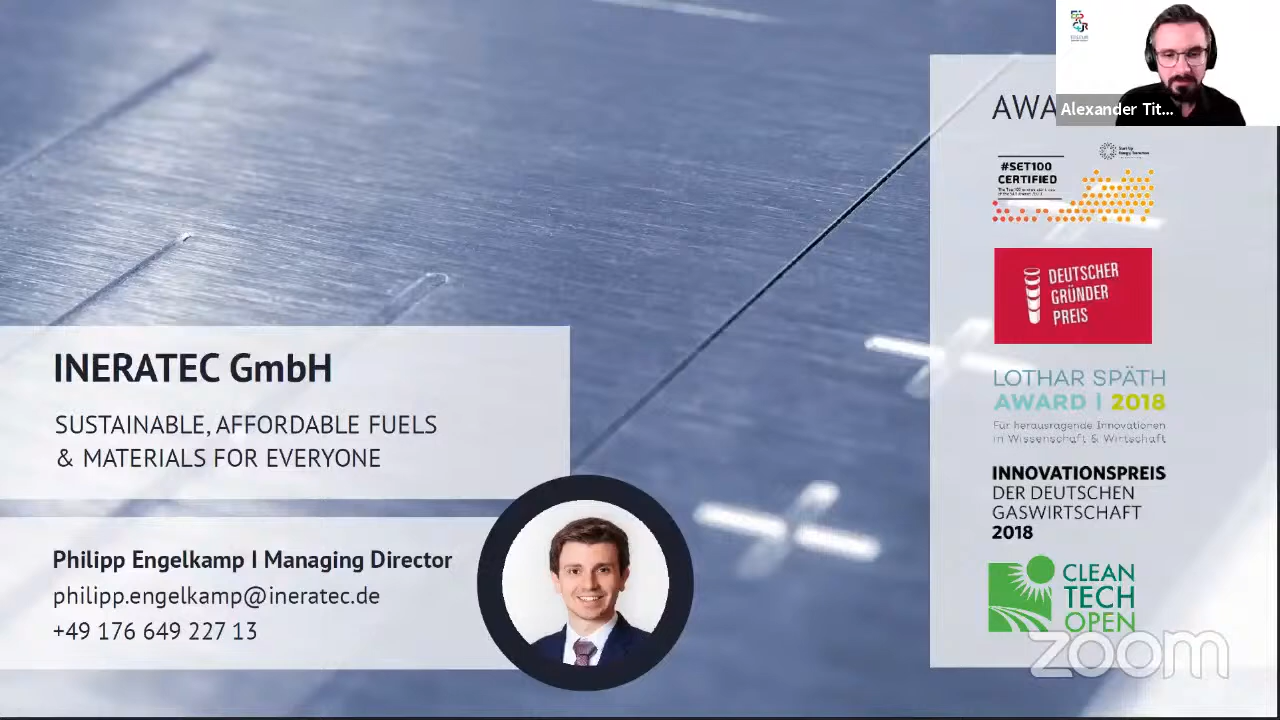 INERATEC GmbH
SUSTAINABLE, AFFORDABLE FUELS
& MATERIALS FOR EVERYONE
Philipp Engelkamp I Managing Director
philipp.engelkamp@ineratec.de
+49 176 649 227 13
AWA
Alexander Tit...
#SET100
CERTIFIED
DEUTSCHER
GRÜNDER
PREIS
LOTHAR SPÄTH
AWARD | 2018
Für herausragende Innovationen
in Wissenschaft & Wirtschaft
INNOVATIONSPREIS
DER DEUTSCHEN
GASWIRTSCHAFT
2018
CLEAN
TECH
OPEN
zoom